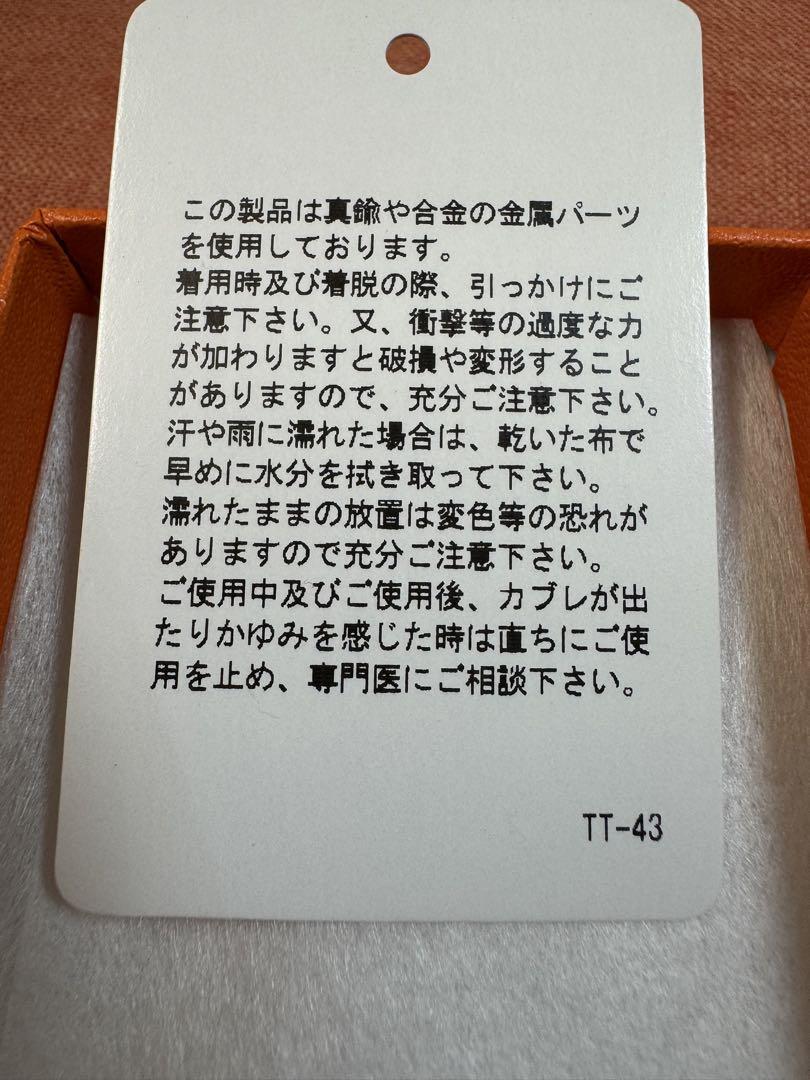 この製品は真鍮や合金の金属パーツ
を使用しております。
着用時及び着脱の際、引っかけにご
注意下さい。又、衝撃等の過度な力
が加わりますと破損や変形すること
がありますので、充分ご注意下さい。
汗や雨に濡れた場合は、乾いた布で
早めに水分を拭き取って下さい。
濡れたままの放置は変色等の恐れが
ありますので充分ご注意下さい。
ご使用中及びご使用後、カブレが出
たりかゆみを感じた時は直ちにご使
用を止め、専門医にご相談下さい。
TT-43